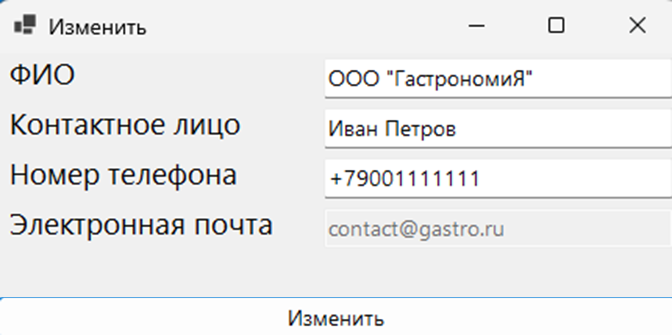 Изменить
ФИО ООО "ГастрономиЯ"
Контактное лицо Иван Петров
Номер телефона +79001111111
Электронная почта contact@gastro.ru
Изменить